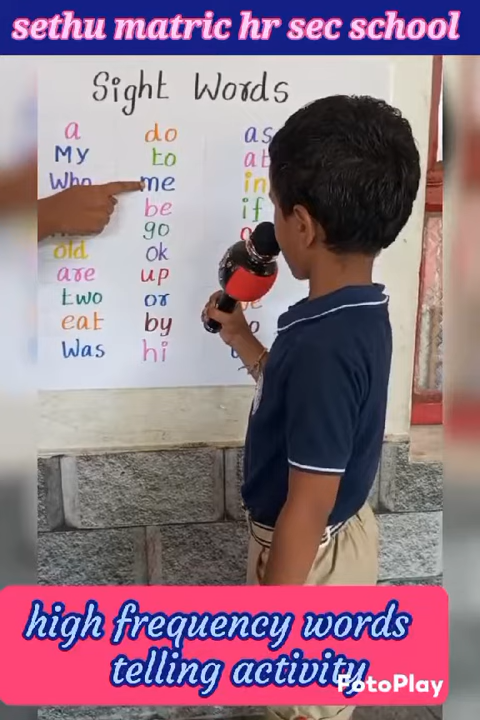 sethu matric hr sec school
Sight Words
a do as
My to
Who me in
be if
go
old ok
are up
two or
eat by
Was hi
high frequency words
telling activity
FotoPlay